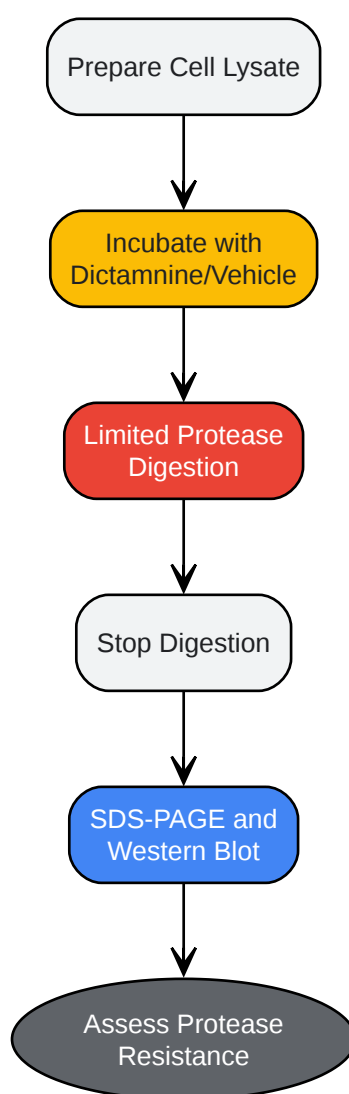 Prepare Cell Lysate
Incubate with
Dictamnine/Vehicle
Limited Protease
Digestion
Stop Digestion
SDS-PAGE and
Western Blot
Assess Protease
Resistance